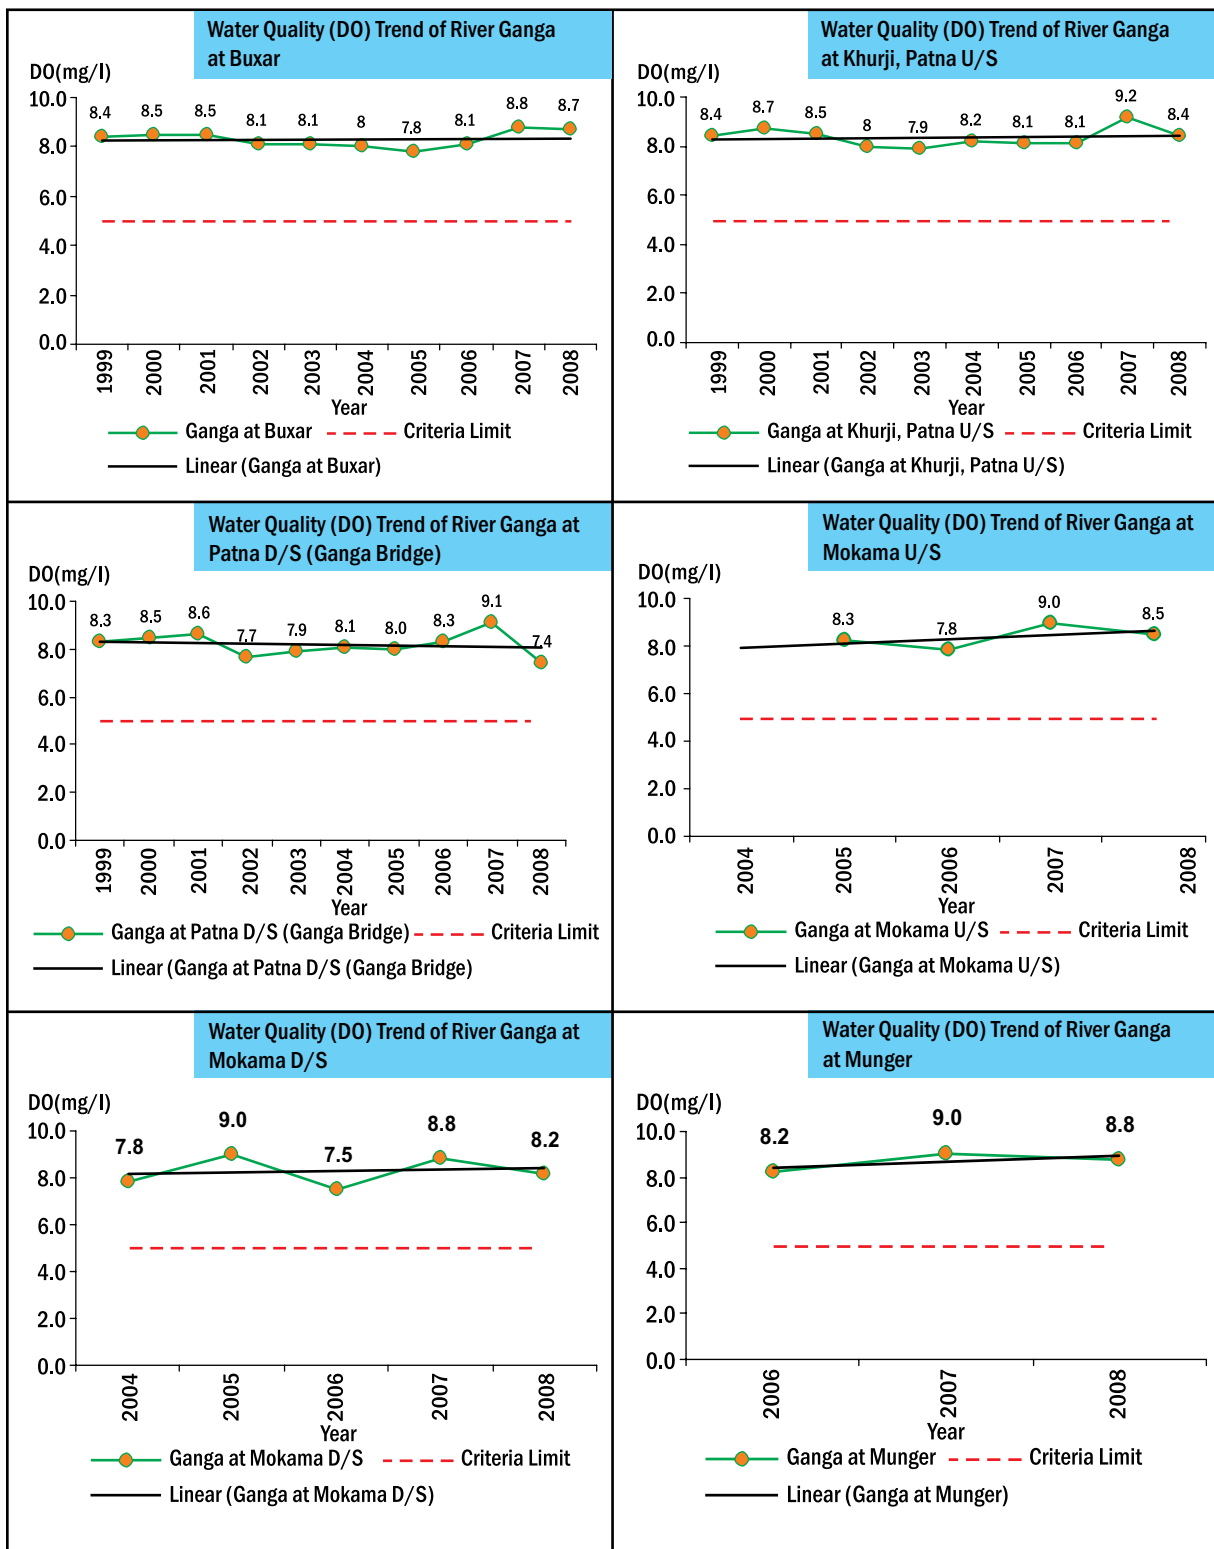 Water Quality (DO) Trend of River Ganga
at Buxar
DO(mg/l)
10.0
8.0
6.0
4.0
2.0
0.0
8.4 8.5 8.5 8.1 8.1 8 7.8 8.1 8.8 8.7
1999 2000 2001 2002 2003 2004 2005 2006 2007 2008
Year
Ganga at Buxar Criteria Limit
Linear (Ganga at Buxar)
Water Quality (DO) Trend of River Ganga
at Khurji, Patna U/S
DO(mg/l)
10.0
8.0
6.0
4.0
2.0
0.0
8.4 8.7 8.5 8 7.9 8.2 8.1 8.1 9.2 8.4
1999 2000 2001 2002 2003 2004 2005 2006 2007 2008
Year
Ganga at Khurji, Patna U/S Criteria Limit
Linear (Ganga at Khurji, Patna U/S)
Water Quality (DO) Trend of River Ganga at
Patna D/S (Ganga Bridge)
DO(mg/l)
10.0
8.0
6.0
4.0
2.0
0.0
8.3 8.5 8.6 7.7 7.9 8.1 8.0 8.3 9.1 7.4
1999 2000 2001 2002 2003 2004 2005 2006 2007 2008
Year
Ganga at Patna D/S (Ganga Bridge) Criteria Limit
Linear (Ganga at Patna D/S (Ganga Bridge)
Water Quality (DO) Trend of River Ganga at
Mokama U/S
DO(mg/l)
10.0
8.0
6.0
4.0
2.0
0.0
8.3 7.8 9.0 8.5
2004 2005 2006 2007 2008
Year
Ganga at Mokama U/S Criteria Limit
Linear (Ganga at Mokama U/S)
Water Quality (DO) Trend of River Ganga at
Mokama D/S
DO(mg/l)
10.0
8.0
6.0
4.0
2.0
0.0
7.8 9.0 7.5 8.8 8.2
2004 2005 2006 2007 2008
Year
Ganga at Mokama D/S Criteria Limit
Linear (Ganga at Mokama D/S)
Water Quality (DO) Trend of River Ganga
at Munger
DO(mg/l)
10.0
8.0
6.0
4.0
2.0
0.0
8.2 9.0 8.8
2006 2007 2008
Year
Ganga at Munger Criteria Limit
Linear (Ganga at Munger)